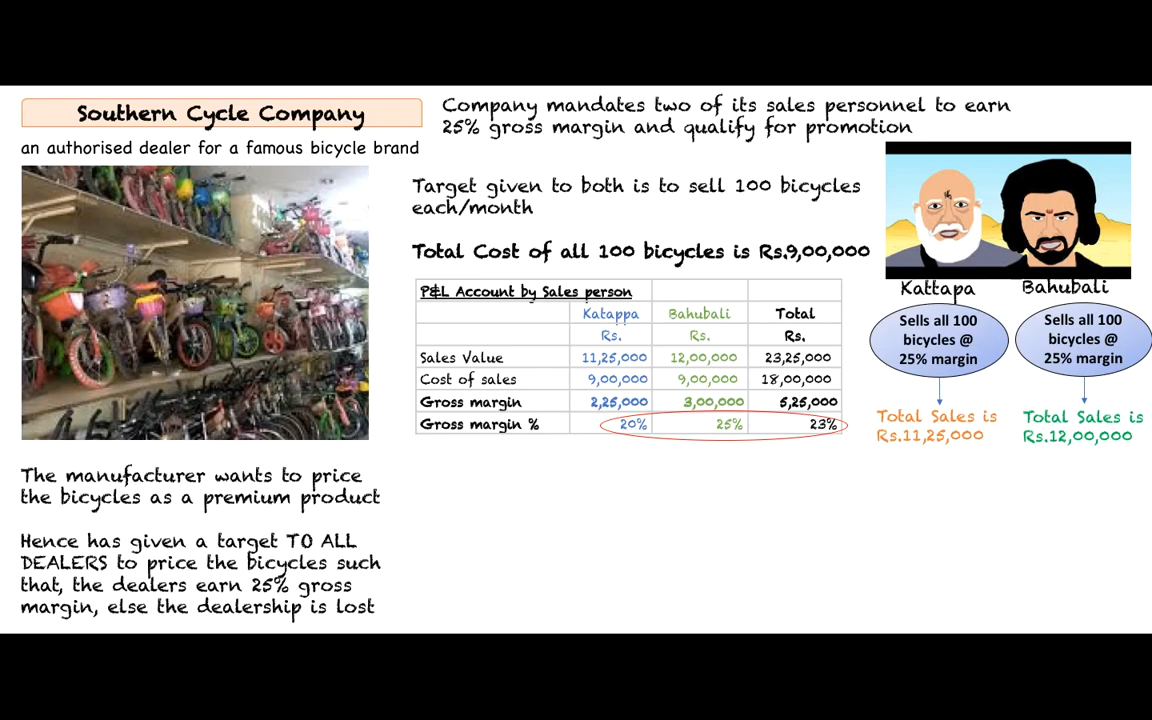 Southern Cycle Company
an authorised dealer for a famous bicycle brand
The manufacturer wants to price
the bicycles as a premium product
Hence has given a target TO ALL
DEALERS to price the bicycles such
that, the dealers earn 25% gross
margin, else the dealership is lost
Company mandates two of its sales personnel to earn
25% gross margin and qualify for promotion
Target given to both is to sell 100 bicycles
each/month
Total Cost of all 100 bicycles is Rs.9,00,000
P&L Account by Sales person
Katappa Bahubali Total
Rs. Rs. Rs.
Sales Value 11,25,000 12,00,000 23,25,000
Cost of sales 9,00,000 9,00,000 18,00,000
Gross margin 2,25,000 3,00,000 5,25,000
Gross margin % 20% 25% 23%
Kattapa
Sells all 100
bicycles @
25% margin
Total Sales is
Rs.11,25,000
Bahubali
Sells all 100
bicycles @
25% margin
Total Sales is
Rs.12,00,000